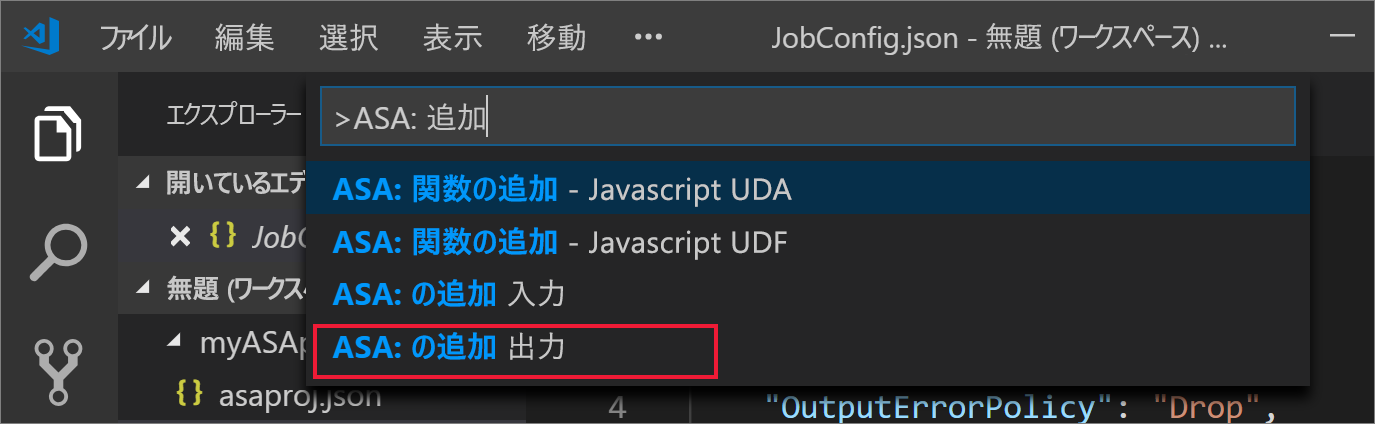 ファイル 編集 選択 表示 移動 ••• JobConfig.json - 無題 (ワークスペース) ...
エクスプローラー
>ASA: 追加
ASA: 関数の追加 - Javascript UDA
ASA: 関数の追加 - Javascript UDF
ASA: の追加 入力
ASA: の追加 出力
開いているエデ
{} JobC
無題 (ワークスペ
myASAp
{} asaproj.json
4 "OutputErrorPolicy": "Drop",